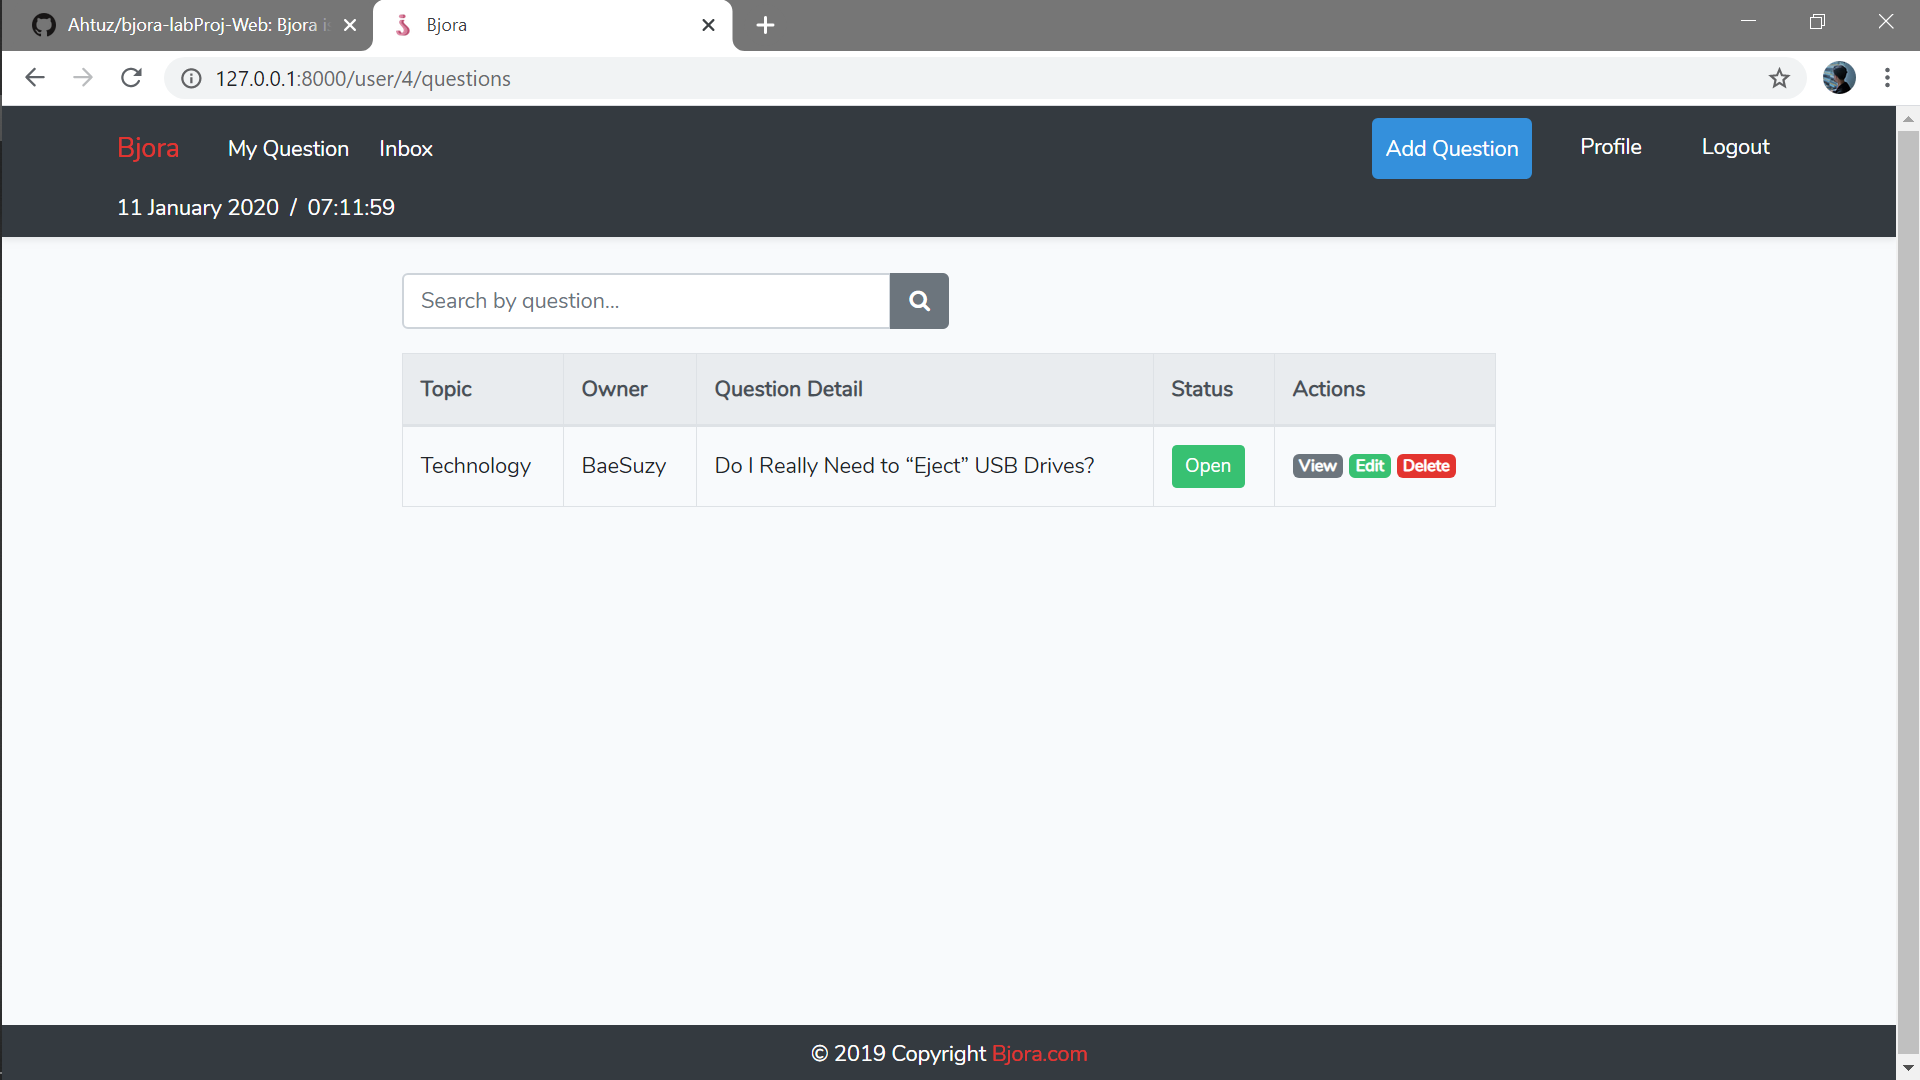 Ahtuz/bjora-labProj-Web: Bjora is
Bjora
127.0.0.1:8000/user/4/questions
Bjora My Question Inbox Add Question Profile Logout
11 January 2020 / 07:11:59
Search by question...
Topic Owner Question Detail Status Actions
Technology BaeSuzy Do I Really Need to “Eject” USB Drives? Open View Edit Delete
© 2019 Copyright Bjora.com